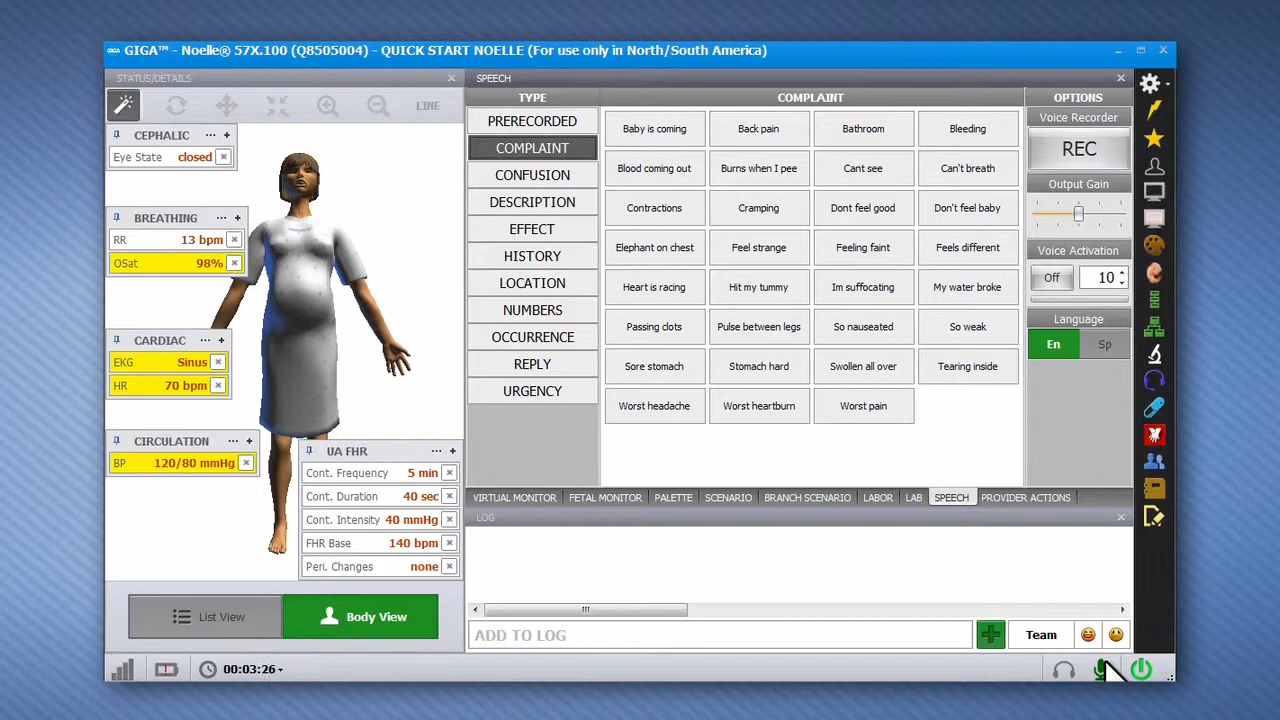 GIGA™ - Noelle® 57X.100 (Q8505004) - QUICK START NOELLE (For use only in North/South America)
STATUS/DETAILS
LINE
CEPHALIC
Eye State closed
BREATHING
RR 13 bpm
OSat 98%
CARDIAC
EKG Sinus
HR 70 bpm
CIRCULATION
BP 120/80 mmHg
UA FHR
Cont. Frequency 5 min
Cont. Duration 40 sec
Cont. Intensity 40 mmHg
FHR Base 140 bpm
Peri. Changes none
List View Body View
SPEECH
TYPE
PRERECORDED
COMPLAINT
CONFUSION
DESCRIPTION
EFFECT
HISTORY
LOCATION
NUMBERS
OCCURRENCE
REPLY
URGENCY
COMPLAINT
Baby is coming Back pain Bathroom Bleeding
Blood coming out Burns when I pee Cant see Can't breath
Contractions Cramping Dont feel good Don't feel baby
Elephant on chest Feel strange Feeling faint Feels different
Heart is racing Hit my tummy Im suffocating My water broke
Passing clots Pulse between legs So nauseated So weak
Sore stomach Stomach hard Swollen all over Tearing inside
Worst headache Worst heartburn Worst pain
OPTIONS
Voice Recorder
REC
Output Gain
Voice Activation
Off 10
Language
En Sp
VIRTUAL MONITOR FETAL MONITOR PALETTE SCENARIO BRANCH SCENARIO LABOR LAB SPEECH PROVIDER ACTIONS
LOG
ADD TO LOG Team
00:03:26